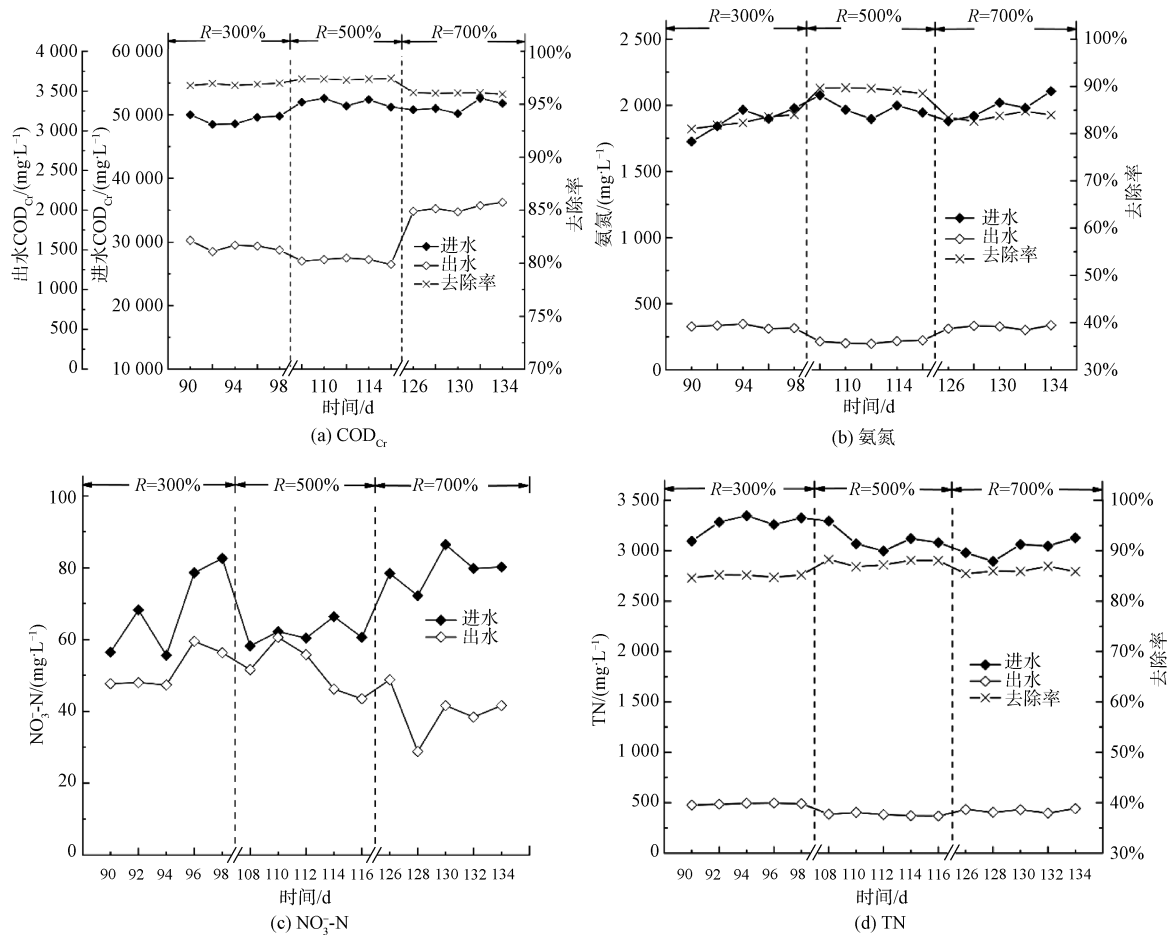 R=300% R=500% R=700%
4 000 60 000 100%
3 500 50 000 95%
3 000
2 500 40 000 90%
2 000 85%
1 500 30 000 80%
1 000 20 000 75%
500
0 10 000 70%
出水COD_Cr/(mg·L⁻¹)
进水COD_Cr/(mg·L⁻¹)
去除率
进水
出水
去除率
90 94 98 110 114 126 130 134
时间/d
(a) COD_Cr
R=300% R=500% R=700%
2 500 100%
90%
2 000 80%
70%
1 500 60%
1 000 50%
500 40%
0 30%
氨氮/(mg·L⁻¹)
去除率
进水
出水
去除率
90 94 98 110 114 126 130 134
时间/d
(b) 氨氮
R=300% R=500% R=700%
100
80
60
40
20
0
NO₃⁻-N/(mg·L⁻¹)
进水
出水
90 92 94 96 98 108 110 112 114 116 126 128 130 132 134
时间/d
(c) NO₃⁻-N
R=300% R=500% R=700%
3 500 100%
3 000 90%
2 500 80%
2 000 70%
1 500 60%
1 000 50%
500 40%
0 30%
TN/(mg·L⁻¹)
去除率
进水
出水
去除率
90 92 94 96 98 108 110 112 114 116 126 128 130 132 134
时间/d
(d) TN